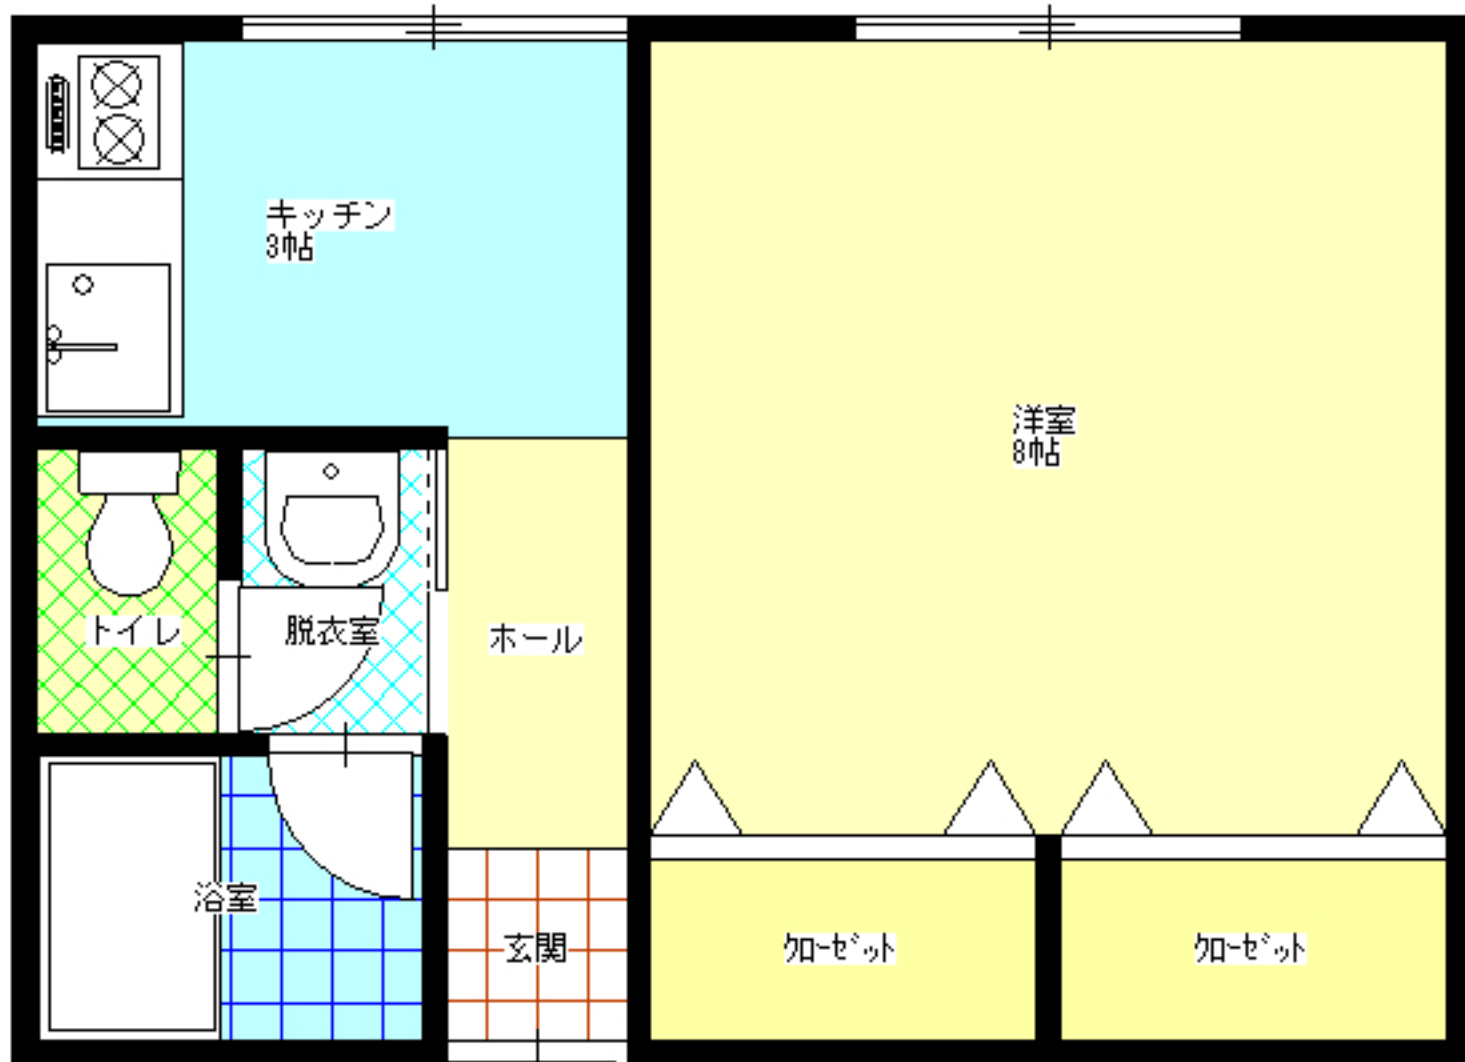 キッチン
3帖
洋室
8帖
トイレ
脱衣室
ホール
浴室
玄関
ｸﾛｰｾﾞｯﾄ
ｸﾛｰｾﾞｯﾄ